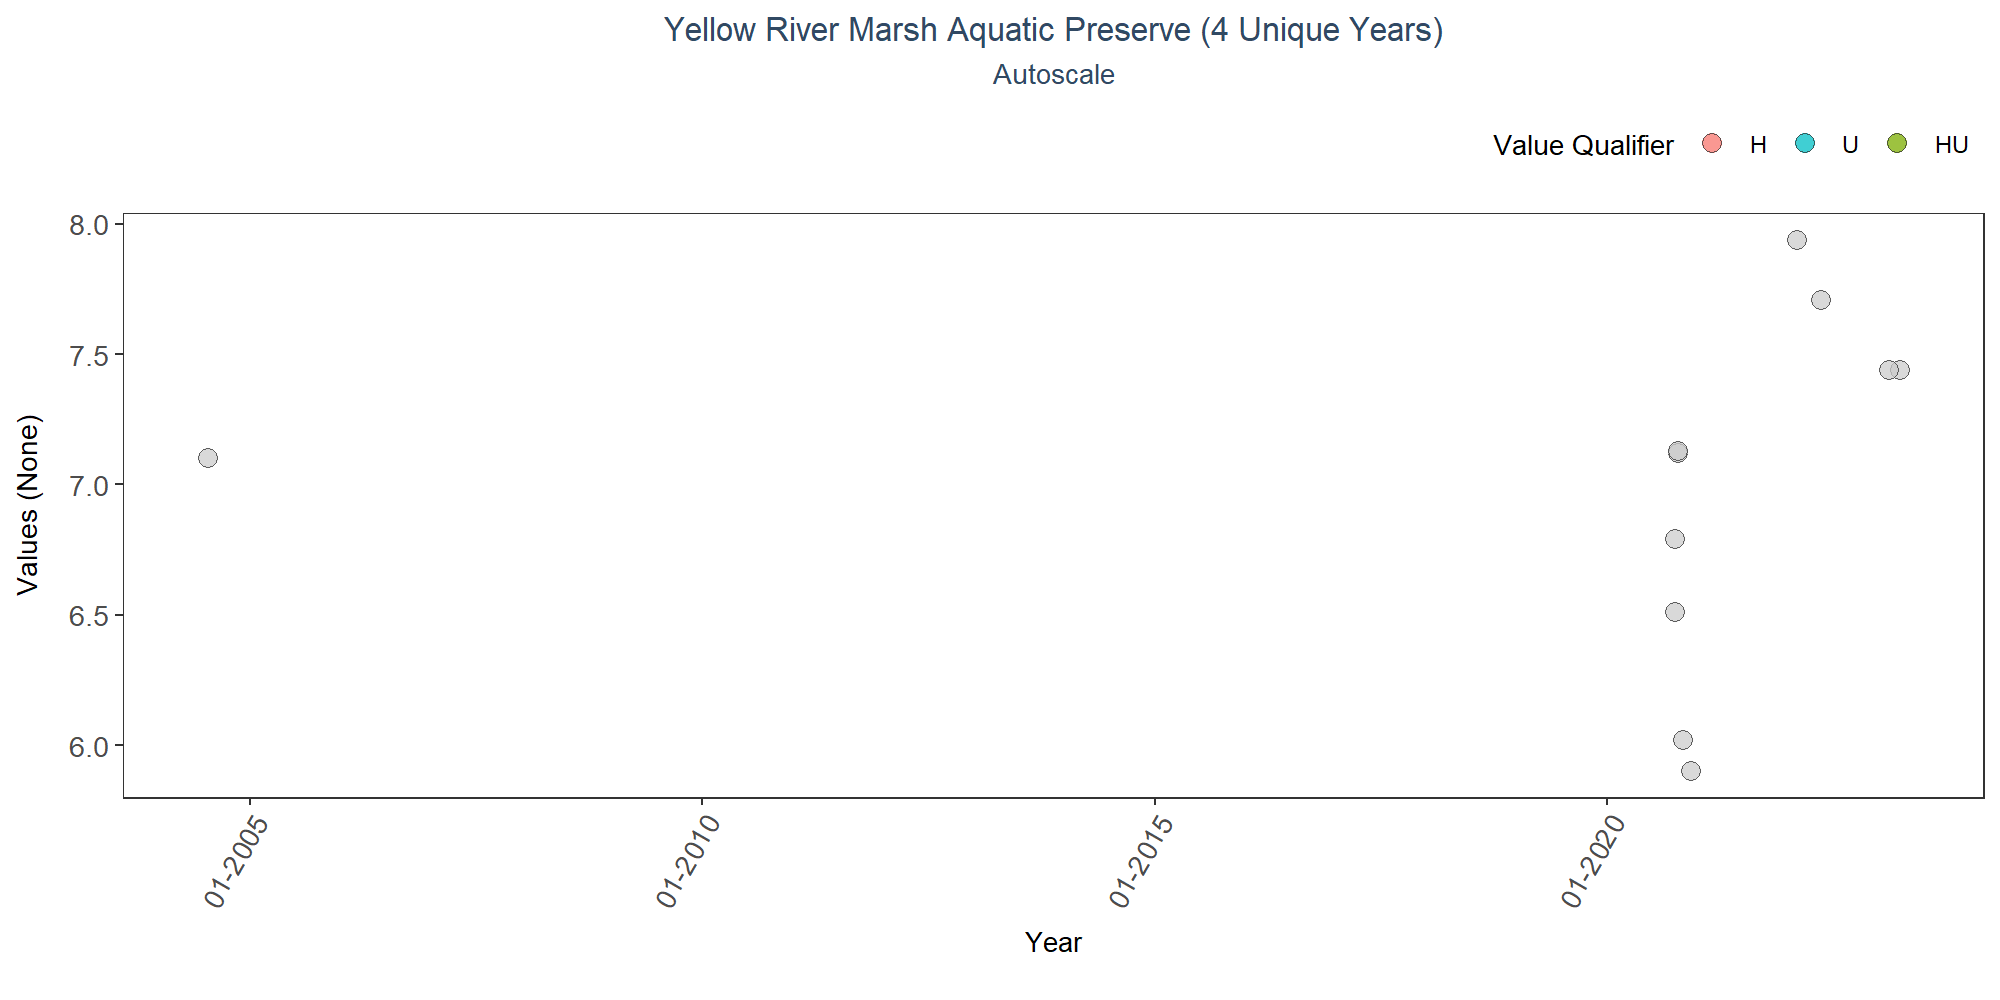 Yellow River Marsh Aquatic Preserve (4 Unique Years)
Autoscale
Value Qualifier H U HU
8.0
7.5
7.0
6.5
6.0
Values (None)
01-2005 01-2010 01-2015 01-2020
Year